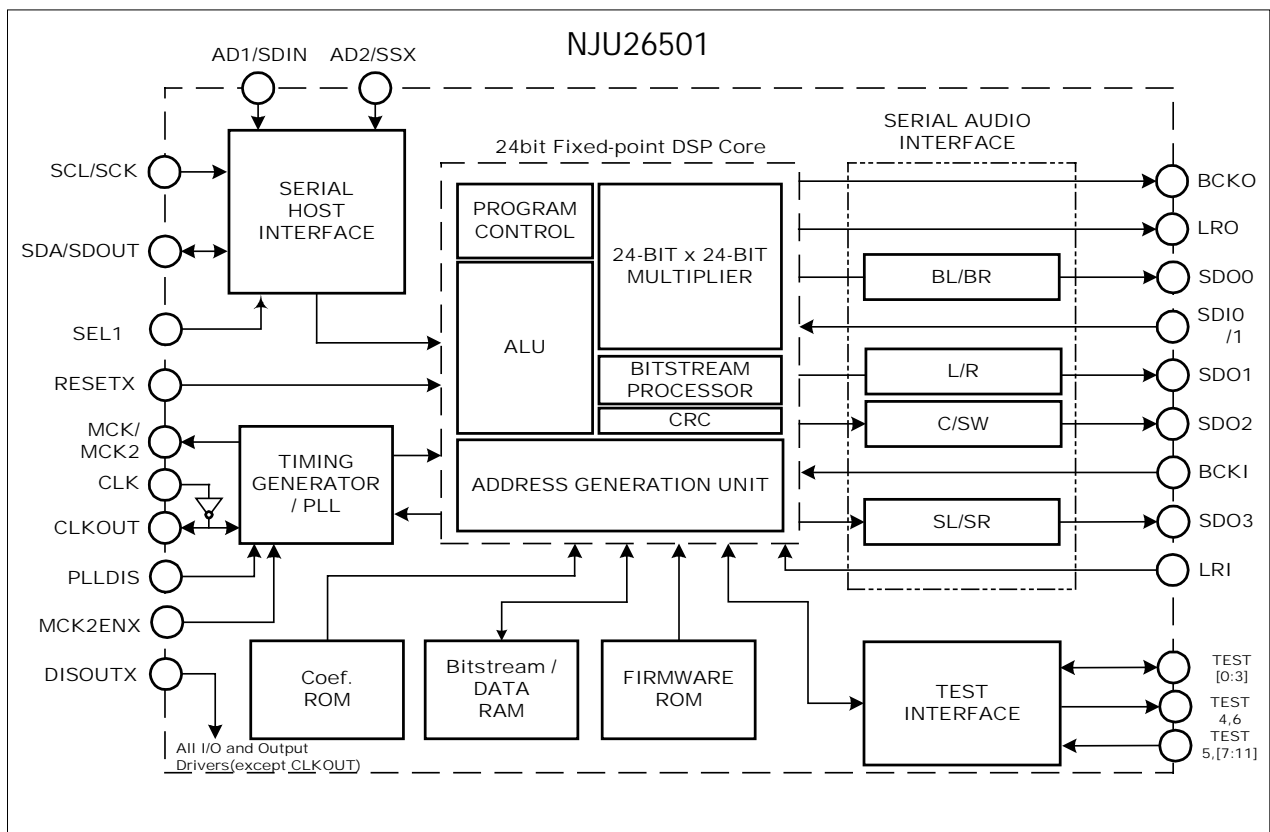 NJU26501
AD1/SDIN
AD2/SSX
SCL/SCK
SDA/SDOUT
SEL1
RESETX
MCK/
MCK2
CLK
CLKOUT
PLLDIS
MCK2ENX
DISOUTX
SERIAL
HOST
INTERFACE
TIMING
GENERATOR
/ PLL
24bit Fixed-point DSP Core
PROGRAM
CONTROL
24-BIT x 24-BIT
MULTIPLIER
ALU
BITSTREAM
PROCESSOR
CRC
ADDRESS GENERATION UNIT
SERIAL AUDIO
INTERFACE
BL/BR
L/R
C/SW
SL/SR
BCKO
LRO
SDO0
SDI0
/1
SDO1
SDO2
BCKI
SDO3
LRI
Coef.
ROM
Bitstream /
DATA
RAM
FIRMWARE
ROM
TEST
INTERFACE
TEST
[0:3]
TEST
4,6
TEST
5,[7:11]
All I/O and Output
Drivers(except CLKOUT)